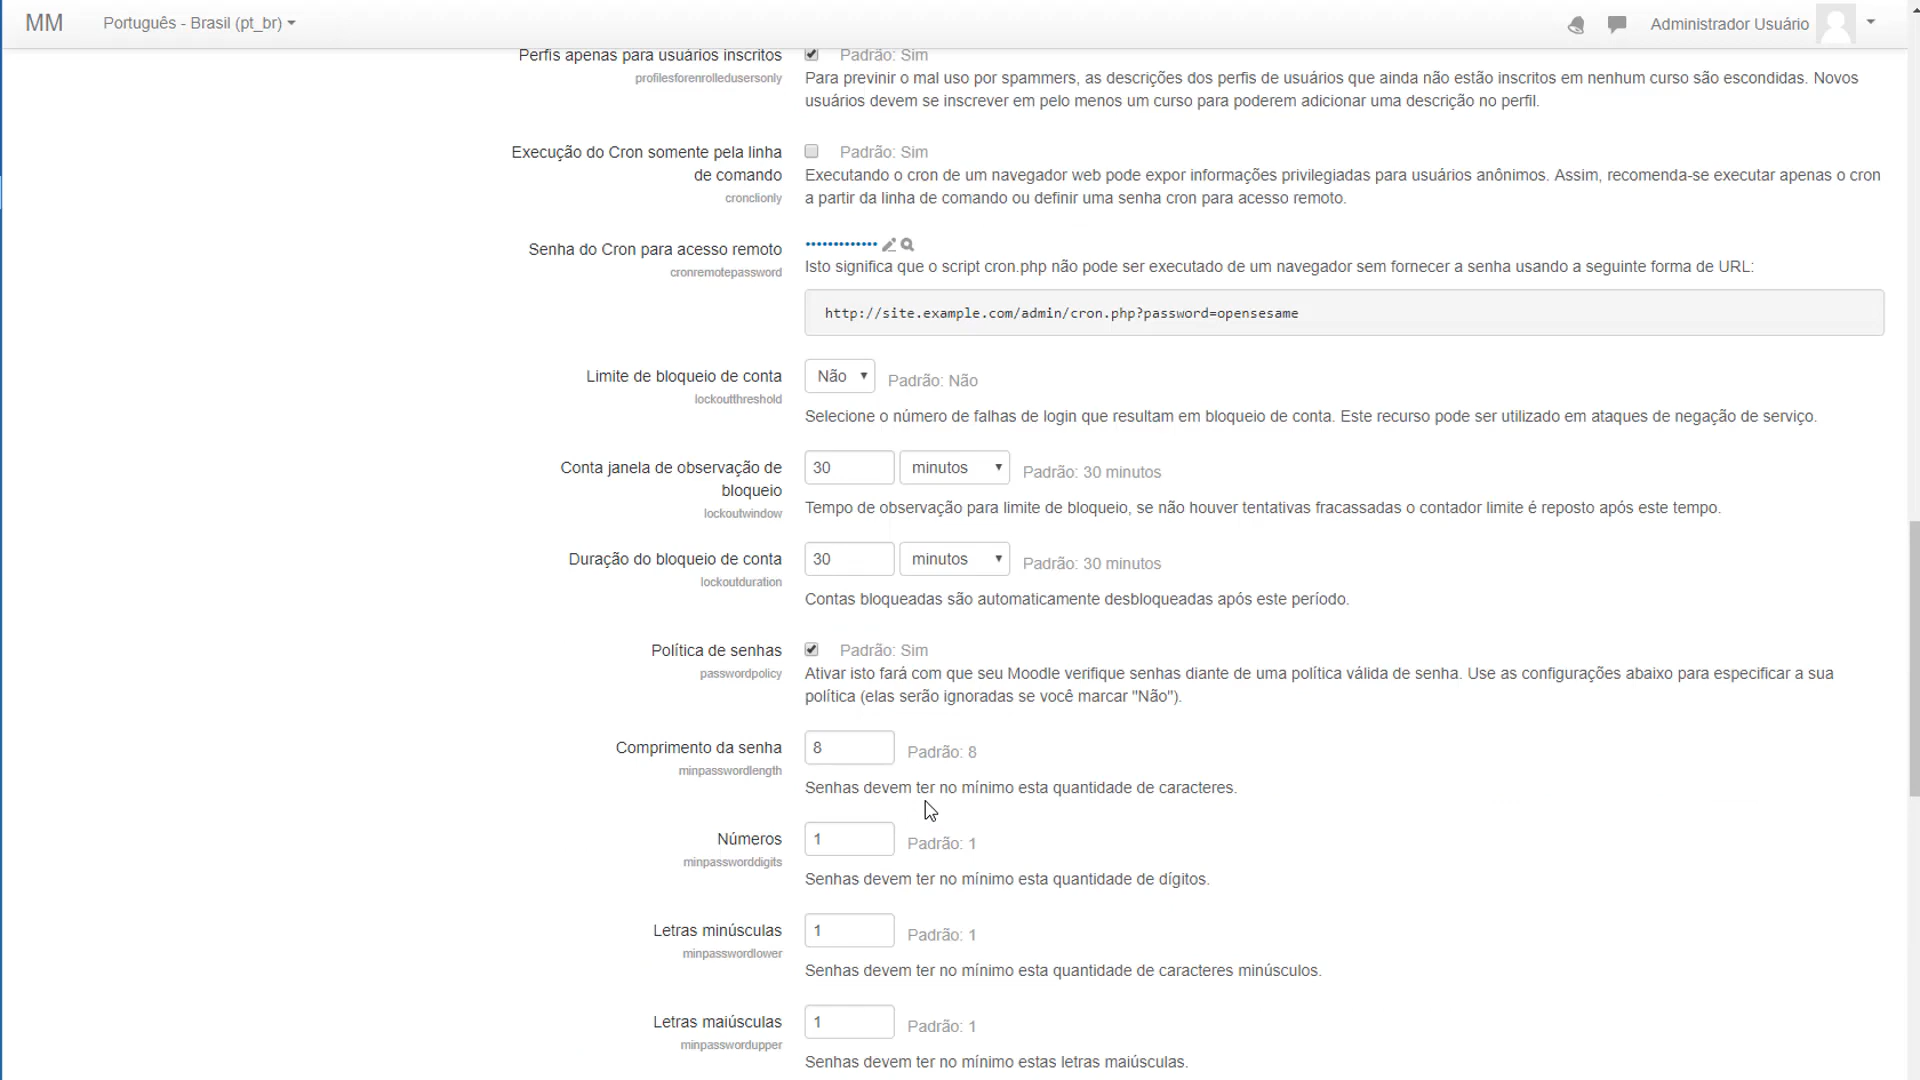 MM Português - Brasil (pt_br) Administrador Usuário
Perfis apenas para usuários inscritos Padrão: Sim
profilesforenrolledusersonly
Para previnir o mal uso por spammers, as descrições dos perfis de usuários que ainda não estão inscritos em nenhum curso são escondidas. Novos
usuários devem se inscrever em pelo menos um curso para poderem adicionar uma descrição no perfil.
Execução do Cron somente pela linha
de comando
cronclionly
Padrão: Sim
Executando o cron de um navegador web pode expor informações privilegiadas para usuários anônimos. Assim, recomenda-se executar apenas o cron
a partir da linha de comando ou definir uma senha cron para acesso remoto.
Senha do Cron para acesso remoto
cronremotepassword
•••••••••••••
Isto significa que o script cron.php não pode ser executado de um navegador sem fornecer a senha usando a seguinte forma de URL:
http://site.example.com/admin/cron.php?password=opensesame
Limite de bloqueio de conta
lockoutthreshold
Não Padrão: Não
Selecione o número de falhas de login que resultam em bloqueio de conta. Este recurso pode ser utilizado em ataques de negação de serviço.
Conta janela de observação de
bloqueio
lockoutwindow
30 minutos Padrão: 30 minutos
Tempo de observação para limite de bloqueio, se não houver tentativas fracassadas o contador limite é reposto após este tempo.
Duração do bloqueio de conta
lockoutduration
30 minutos Padrão: 30 minutos
Contas bloqueadas são automaticamente desbloqueadas após este período.
Política de senhas
passwordpolicy
Padrão: Sim
Ativar isto fará com que seu Moodle verifique senhas diante de uma política válida de senha. Use as configurações abaixo para especificar a sua
política (elas serão ignoradas se você marcar "Não").
Comprimento da senha
minpasswordlength
8 Padrão: 8
Senhas devem ter no mínimo esta quantidade de caracteres.
Números
minpassworddigits
1 Padrão: 1
Senhas devem ter no mínimo esta quantidade de dígitos.
Letras minúsculas
minpasswordlower
1 Padrão: 1
Senhas devem ter no mínimo esta quantidade de caracteres minúsculos.
Letras maiúsculas
minpasswordupper
1 Padrão: 1
Senhas devem ter no mínimo estas letras maiúsculas.